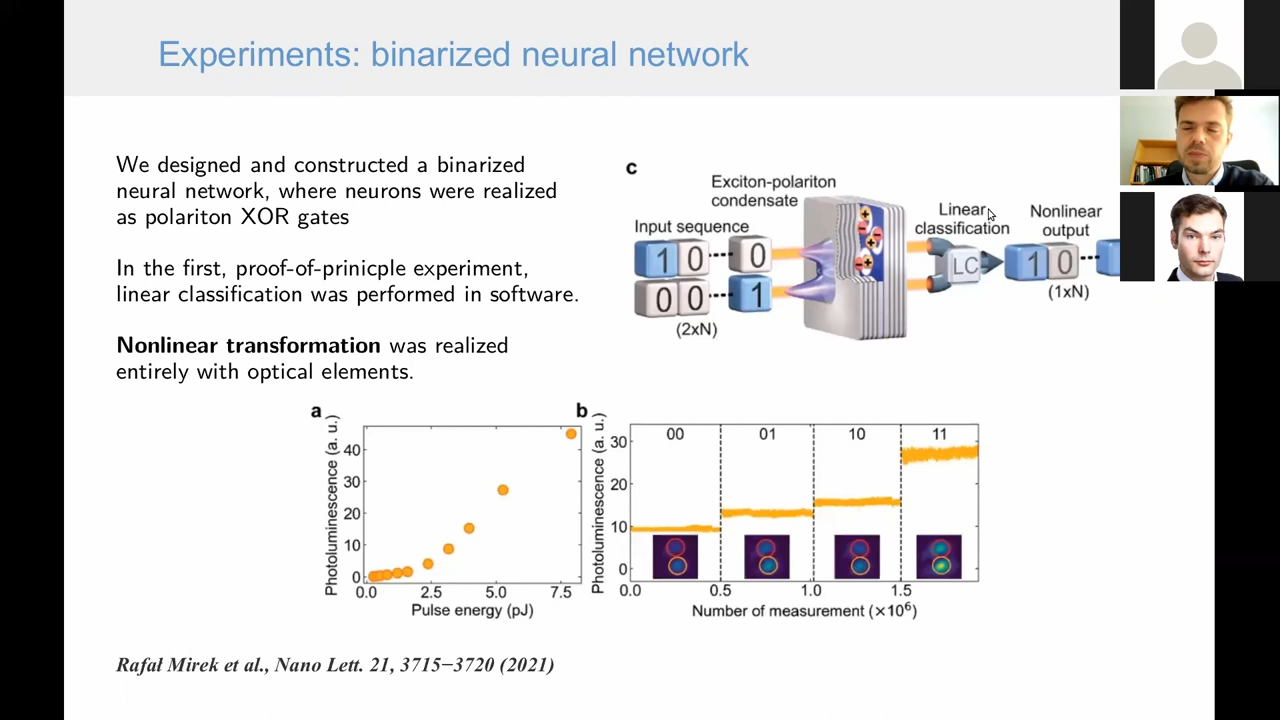 Experiments: binarized neural network
We designed and constructed a binarized
neural network, where neurons were realized
as polariton XOR gates
In the first, proof-of-prinicple experiment,
linear classification was performed in software.
Nonlinear transformation was realized
entirely with optical elements.
c
Exciton-polariton
condensate
Input sequence
Linear
classification
Nonlinear
output
1 0 0
0 0 1
(2xN)
LC
1 0
(1xN)
a
Photoluminescence (a. u.)
40
30
20
10
0
0.0 2.5 5.0 7.5
Pulse energy (pJ)
b
Photoluminescence (a. u.)
30
20
10
0
00 01 10 11
0.0 0.5 1.0 1.5
Number of measurement (×10⁶)
Rafał Mirek et al., Nano Lett. 21, 3715−3720 (2021)